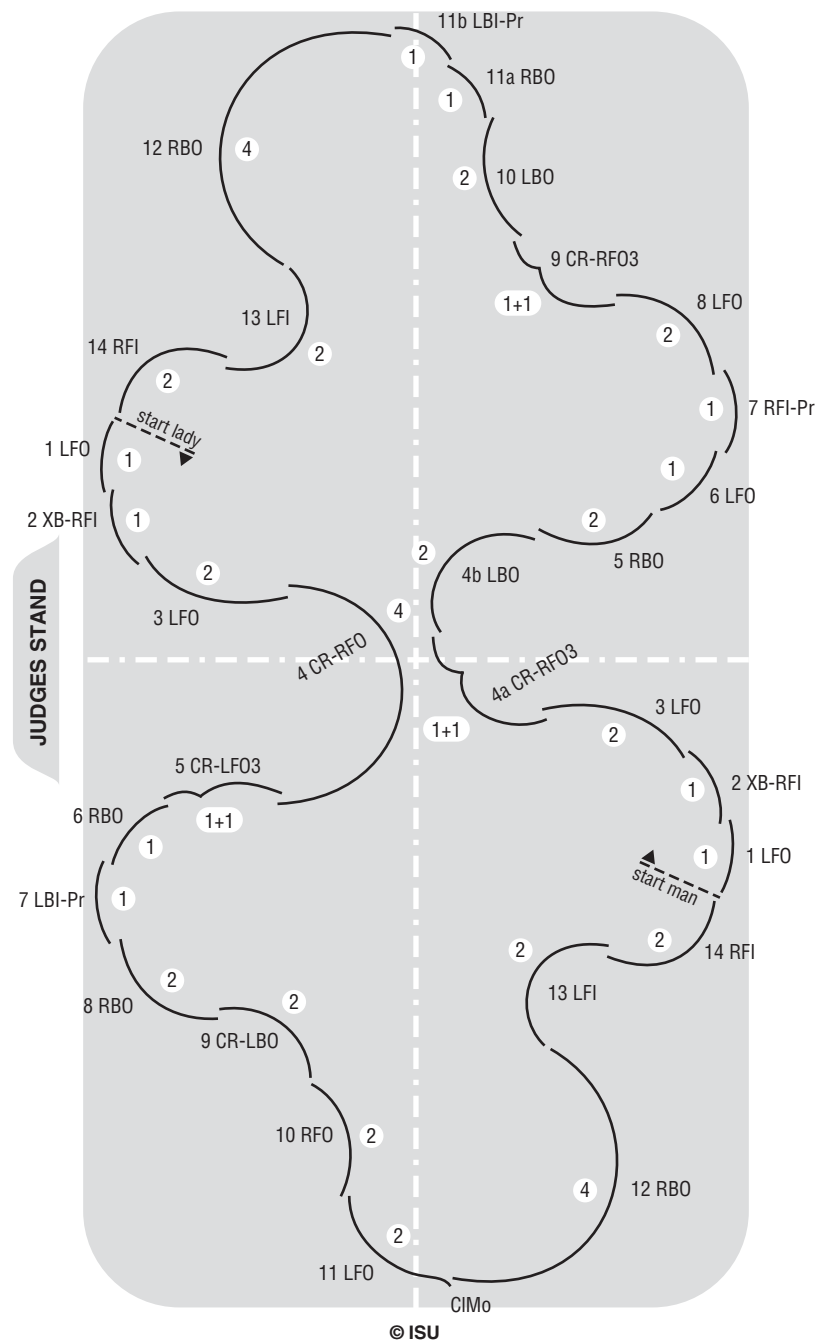 11b LBI-Pr
1
11a RBO
1
12 RBO
4
2
10 LBO
9 CR-RFO3
1+1
8 LFO
13 LFI
2
2
14 RFI
2
start lady
1
7 RFI-Pr
1 LFO
1
1
6 LFO
2 XB-RFI
1
2
5 RBO
2
2
4b LBO
3 LFO
4
4 CR-RFO
JUDGES STAND
4a CR-RFO3
3 LFO
1+1
2
5 CR-LFO3
2 XB-RFI
1
6 RBO
1+1
1
1
1 LFO
start man
7 LBI-Pr
1
2
2
14 RFI
2
2
13 LFI
8 RBO
9 CR-LBO
10 RFO
2
4
12 RBO
2
11 LFO
ClMo
© ISU